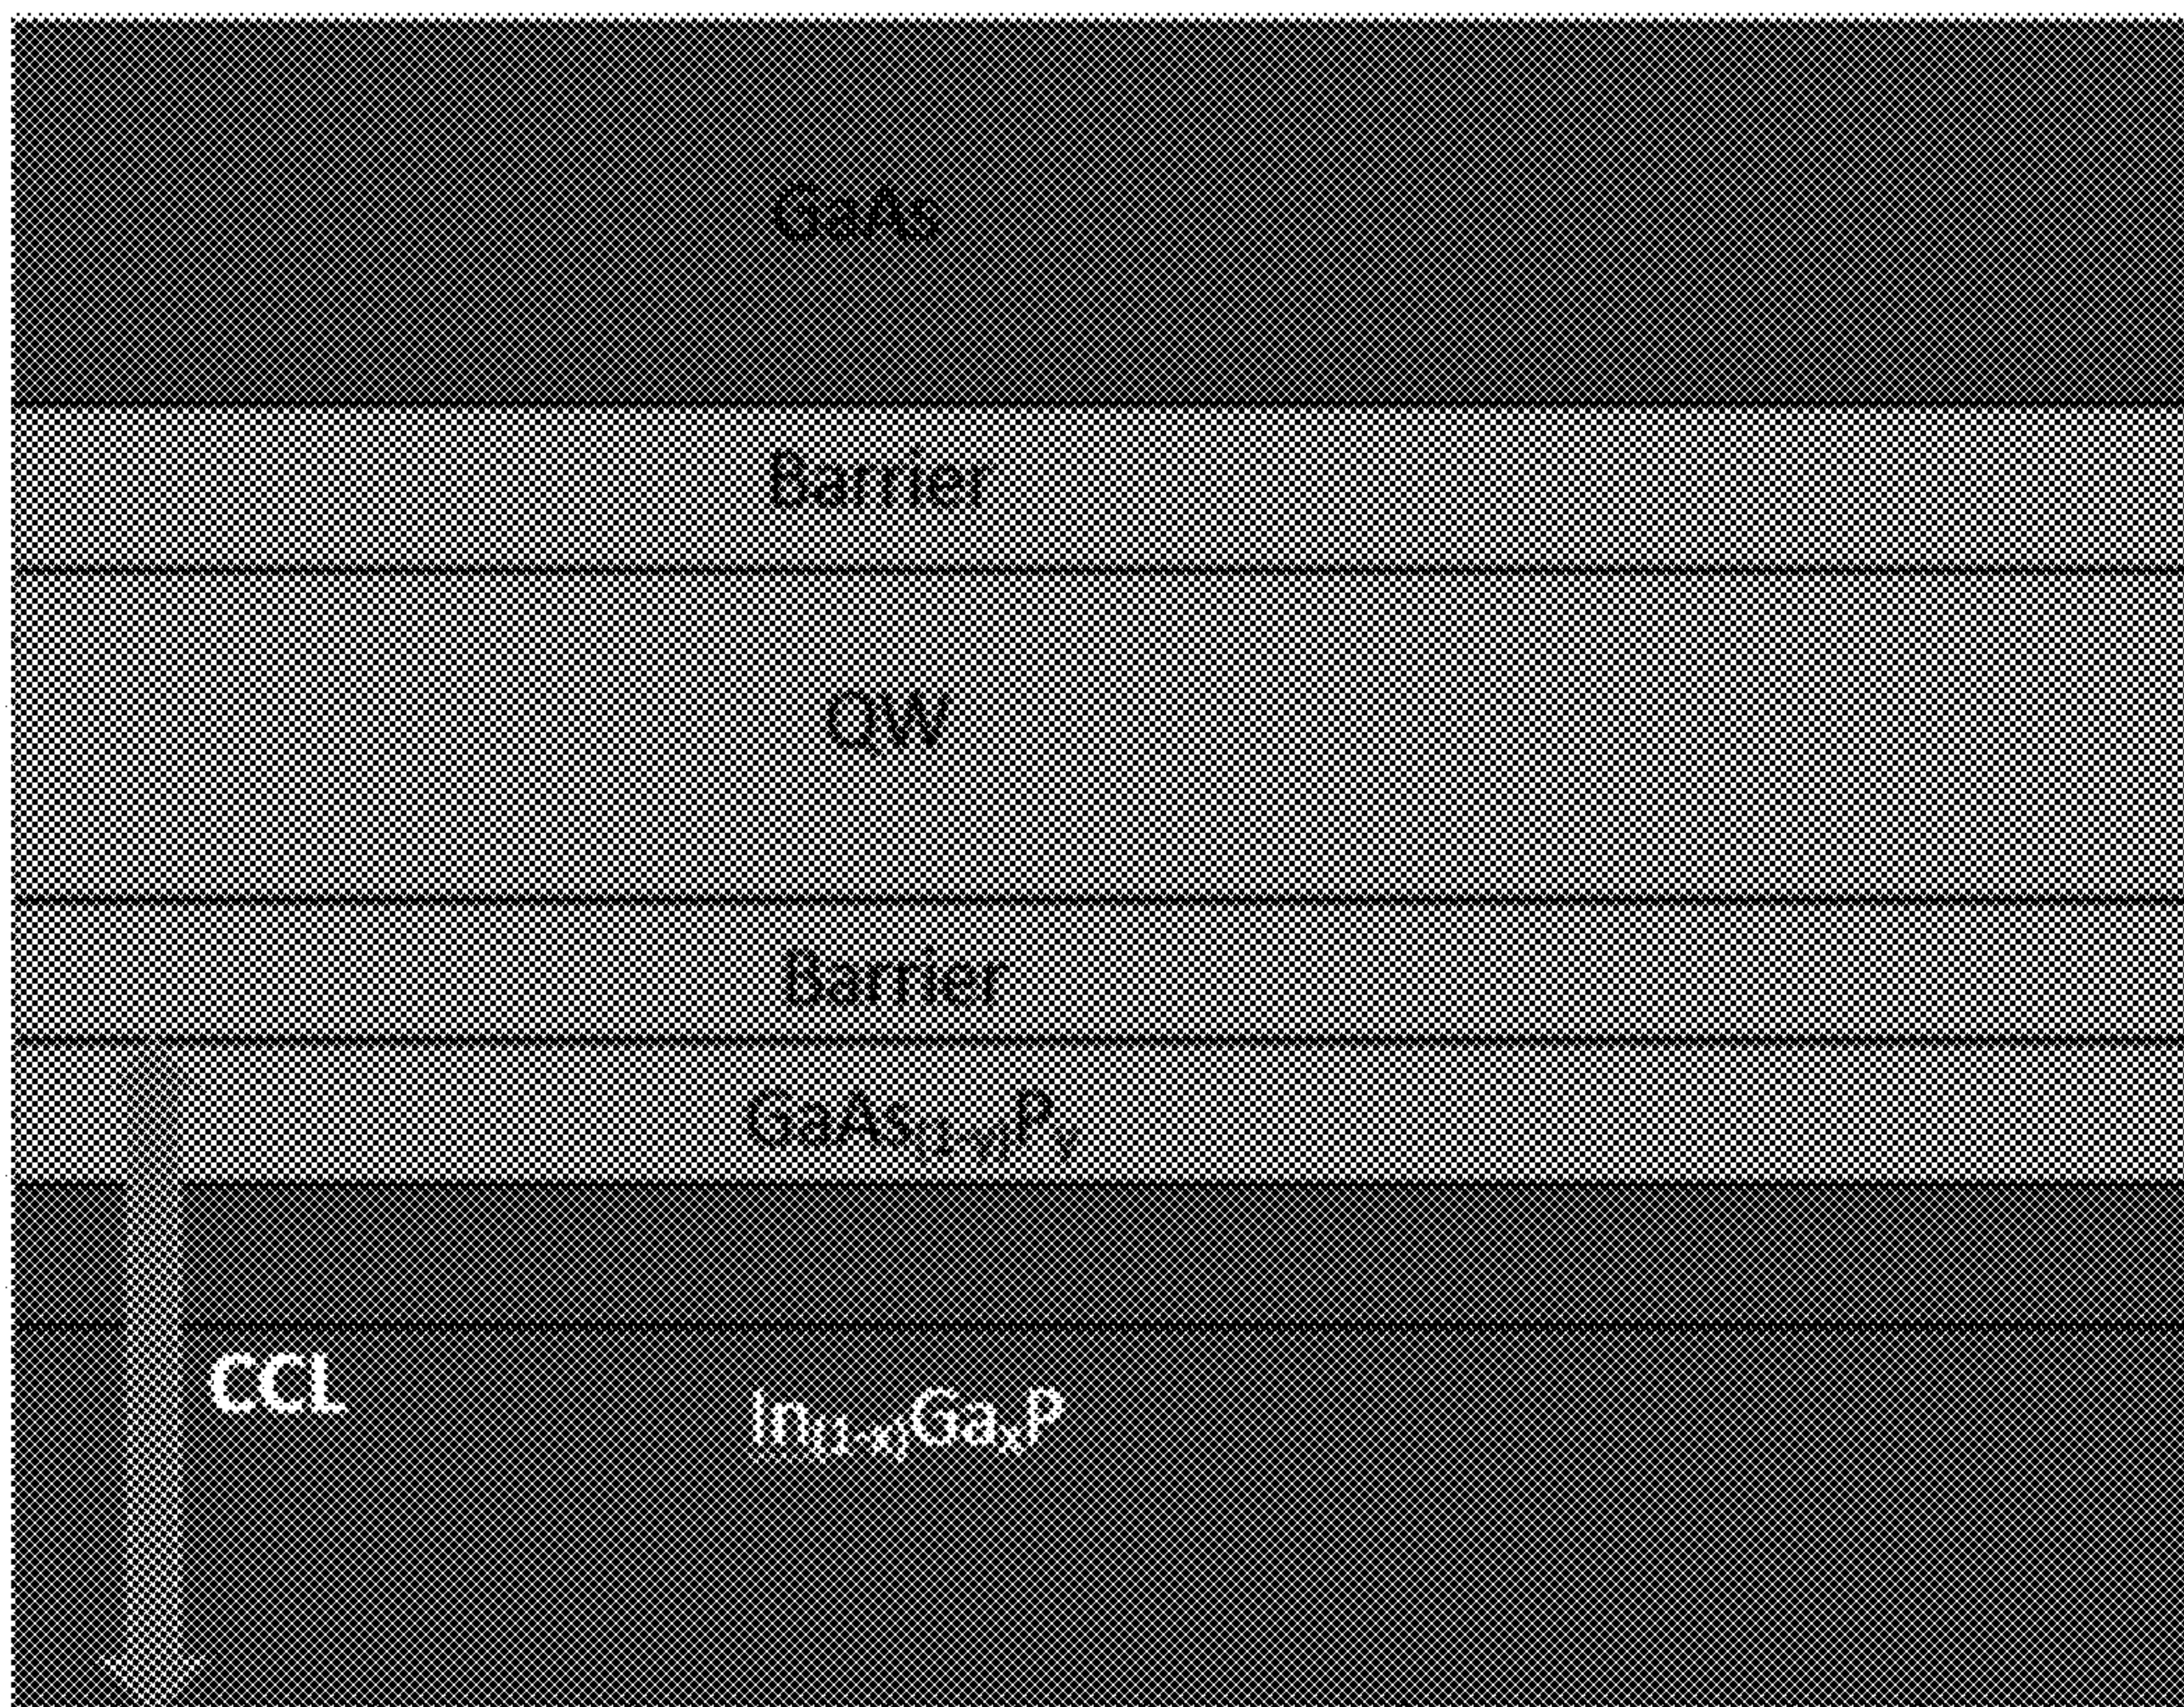 GaAs
Barrier
QW
Barrier
GaAs(1-y)Py
CCL
In(1-x)GaxP